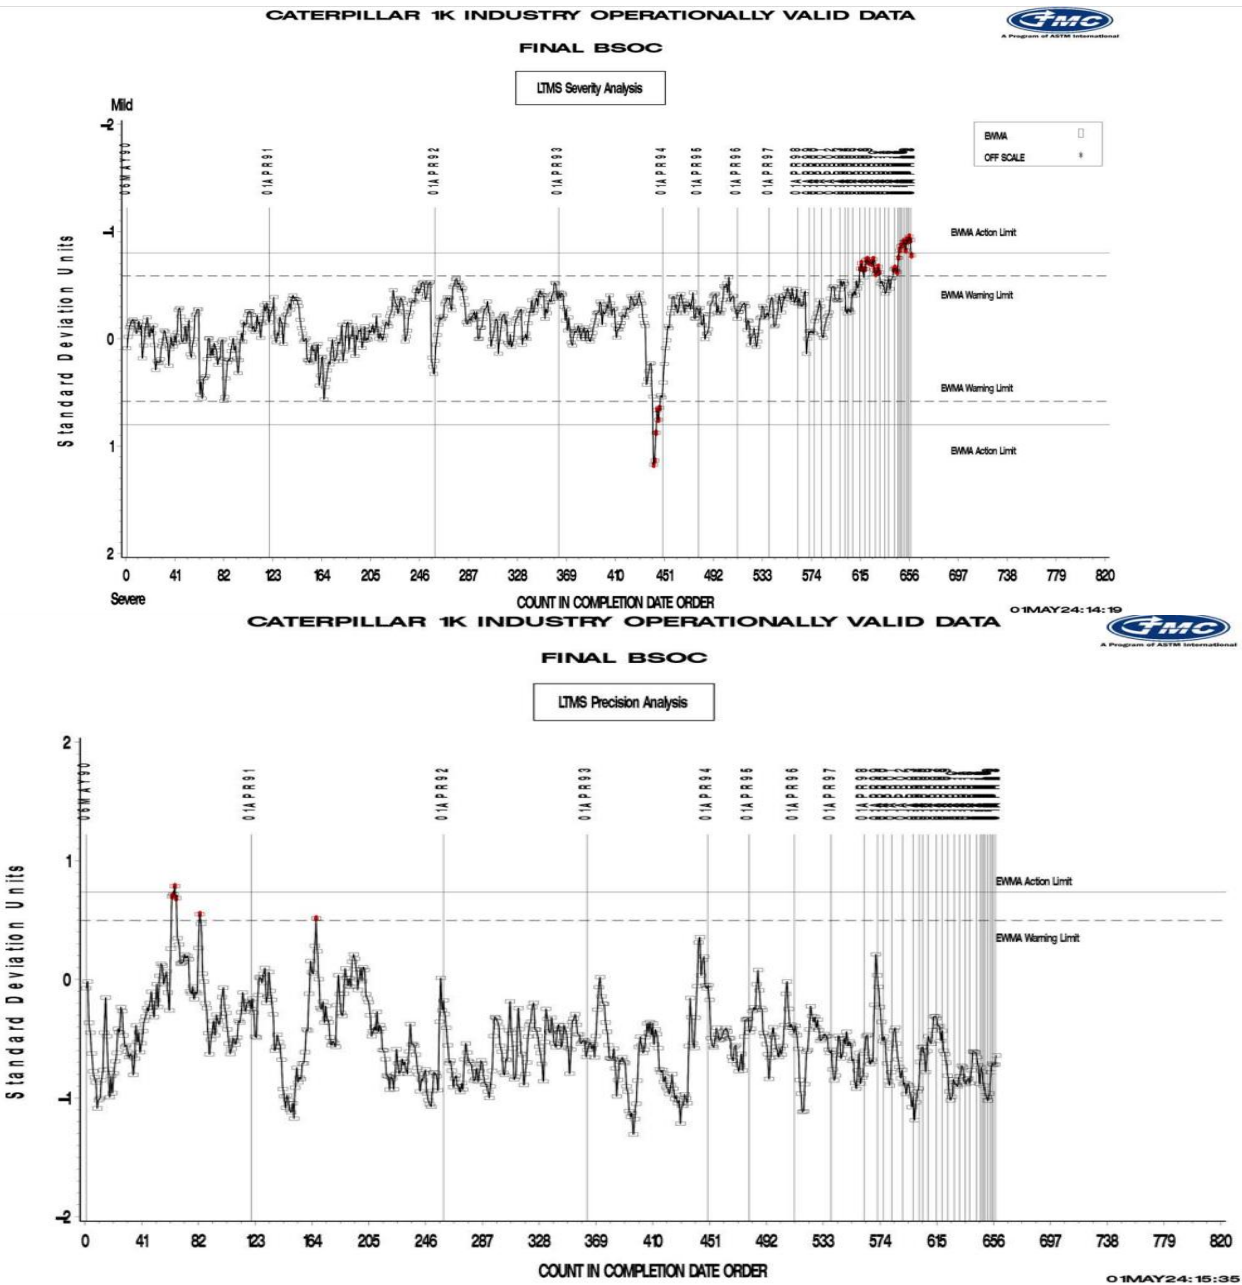 CATERPILLAR 1K INDUSTRY OPERATIONALLY VALID DATA
TMC
A Program of ASTM International
FINAL BSOC
LTMS Severity Analysis
Mild
EWMA
OFF SCALE
-2
-1
0
1
2
Standard Deviation Units
06MAY90
01APR91
01APR92
01APR93
01APR94
01APR95
01APR96
01APR97
01APR98
EWMA Action Limit
EWMA Warning Limit
EWMA Warning Limit
EWMA Action Limit
0 41 82 123 164 205 246 287 328 369 410 451 492 533 574 615 656 697 738 779 820
Severe
COUNT IN COMPLETION DATE ORDER
01MAY24:14:19
CATERPILLAR 1K INDUSTRY OPERATIONALLY VALID DATA
TMC
A Program of ASTM International
FINAL BSOC
LTMS Precision Analysis
2
1
0
-1
-2
Standard Deviation Units
06MAY90
01APR91
01APR92
01APR93
01APR94
01APR95
01APR96
01APR97
01APR98
EWMA Action Limit
EWMA Warning Limit
0 41 82 123 164 205 246 287 328 369 410 451 492 533 574 615 656 697 738 779 820
COUNT IN COMPLETION DATE ORDER
01MAY24:15:35